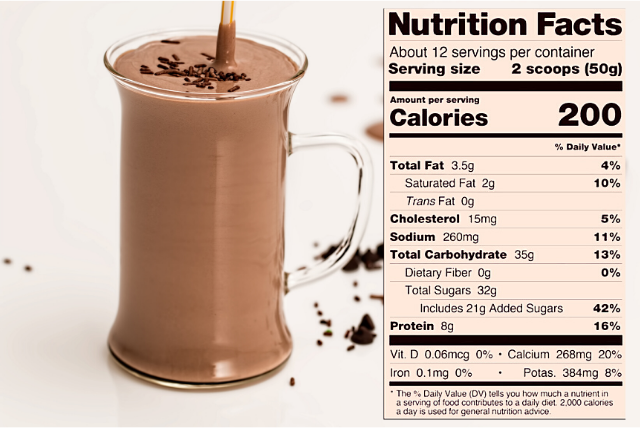 Nutrition Facts
About 12 servings per container
Serving size 2 scoops (50g)
Amount per serving
Calories 200
% Daily Value*
Total Fat 3.5g 4%
Saturated Fat 2g 10%
Trans Fat 0g
Cholesterol 15mg 5%
Sodium 260mg 11%
Total Carbohydrate 35g 13%
Dietary Fiber 0g 0%
Total Sugars 32g
Includes 21g Added Sugars 42%
Protein 8g 16%
Vit. D 0.06mcg 0% • Calcium 268mg 20%
Iron 0.1mg 0% • Potas. 384mg 8%
* The % Daily Value (DV) tells you how much a nutrient in
a serving of food contributes to a daily diet. 2,000 calories
a day is used for general nutrition advice.